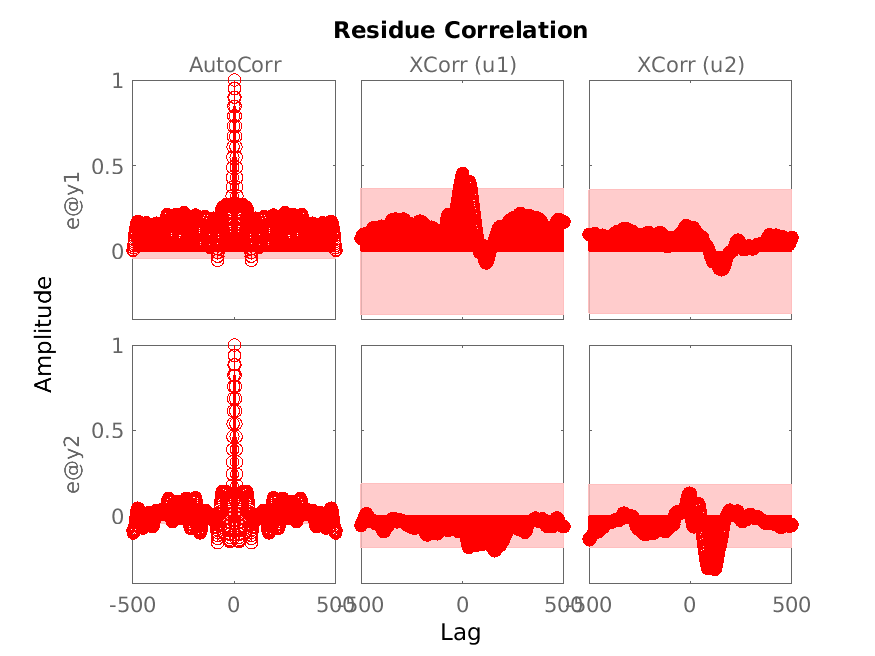 Residue Correlation
AutoCorr
XCorr (u1)
XCorr (u2)
1
0.5
0
e@y1
Amplitude
1
0.5
0
e@y2
-500
0
500
-500
0
500
-500
0
500
Lag